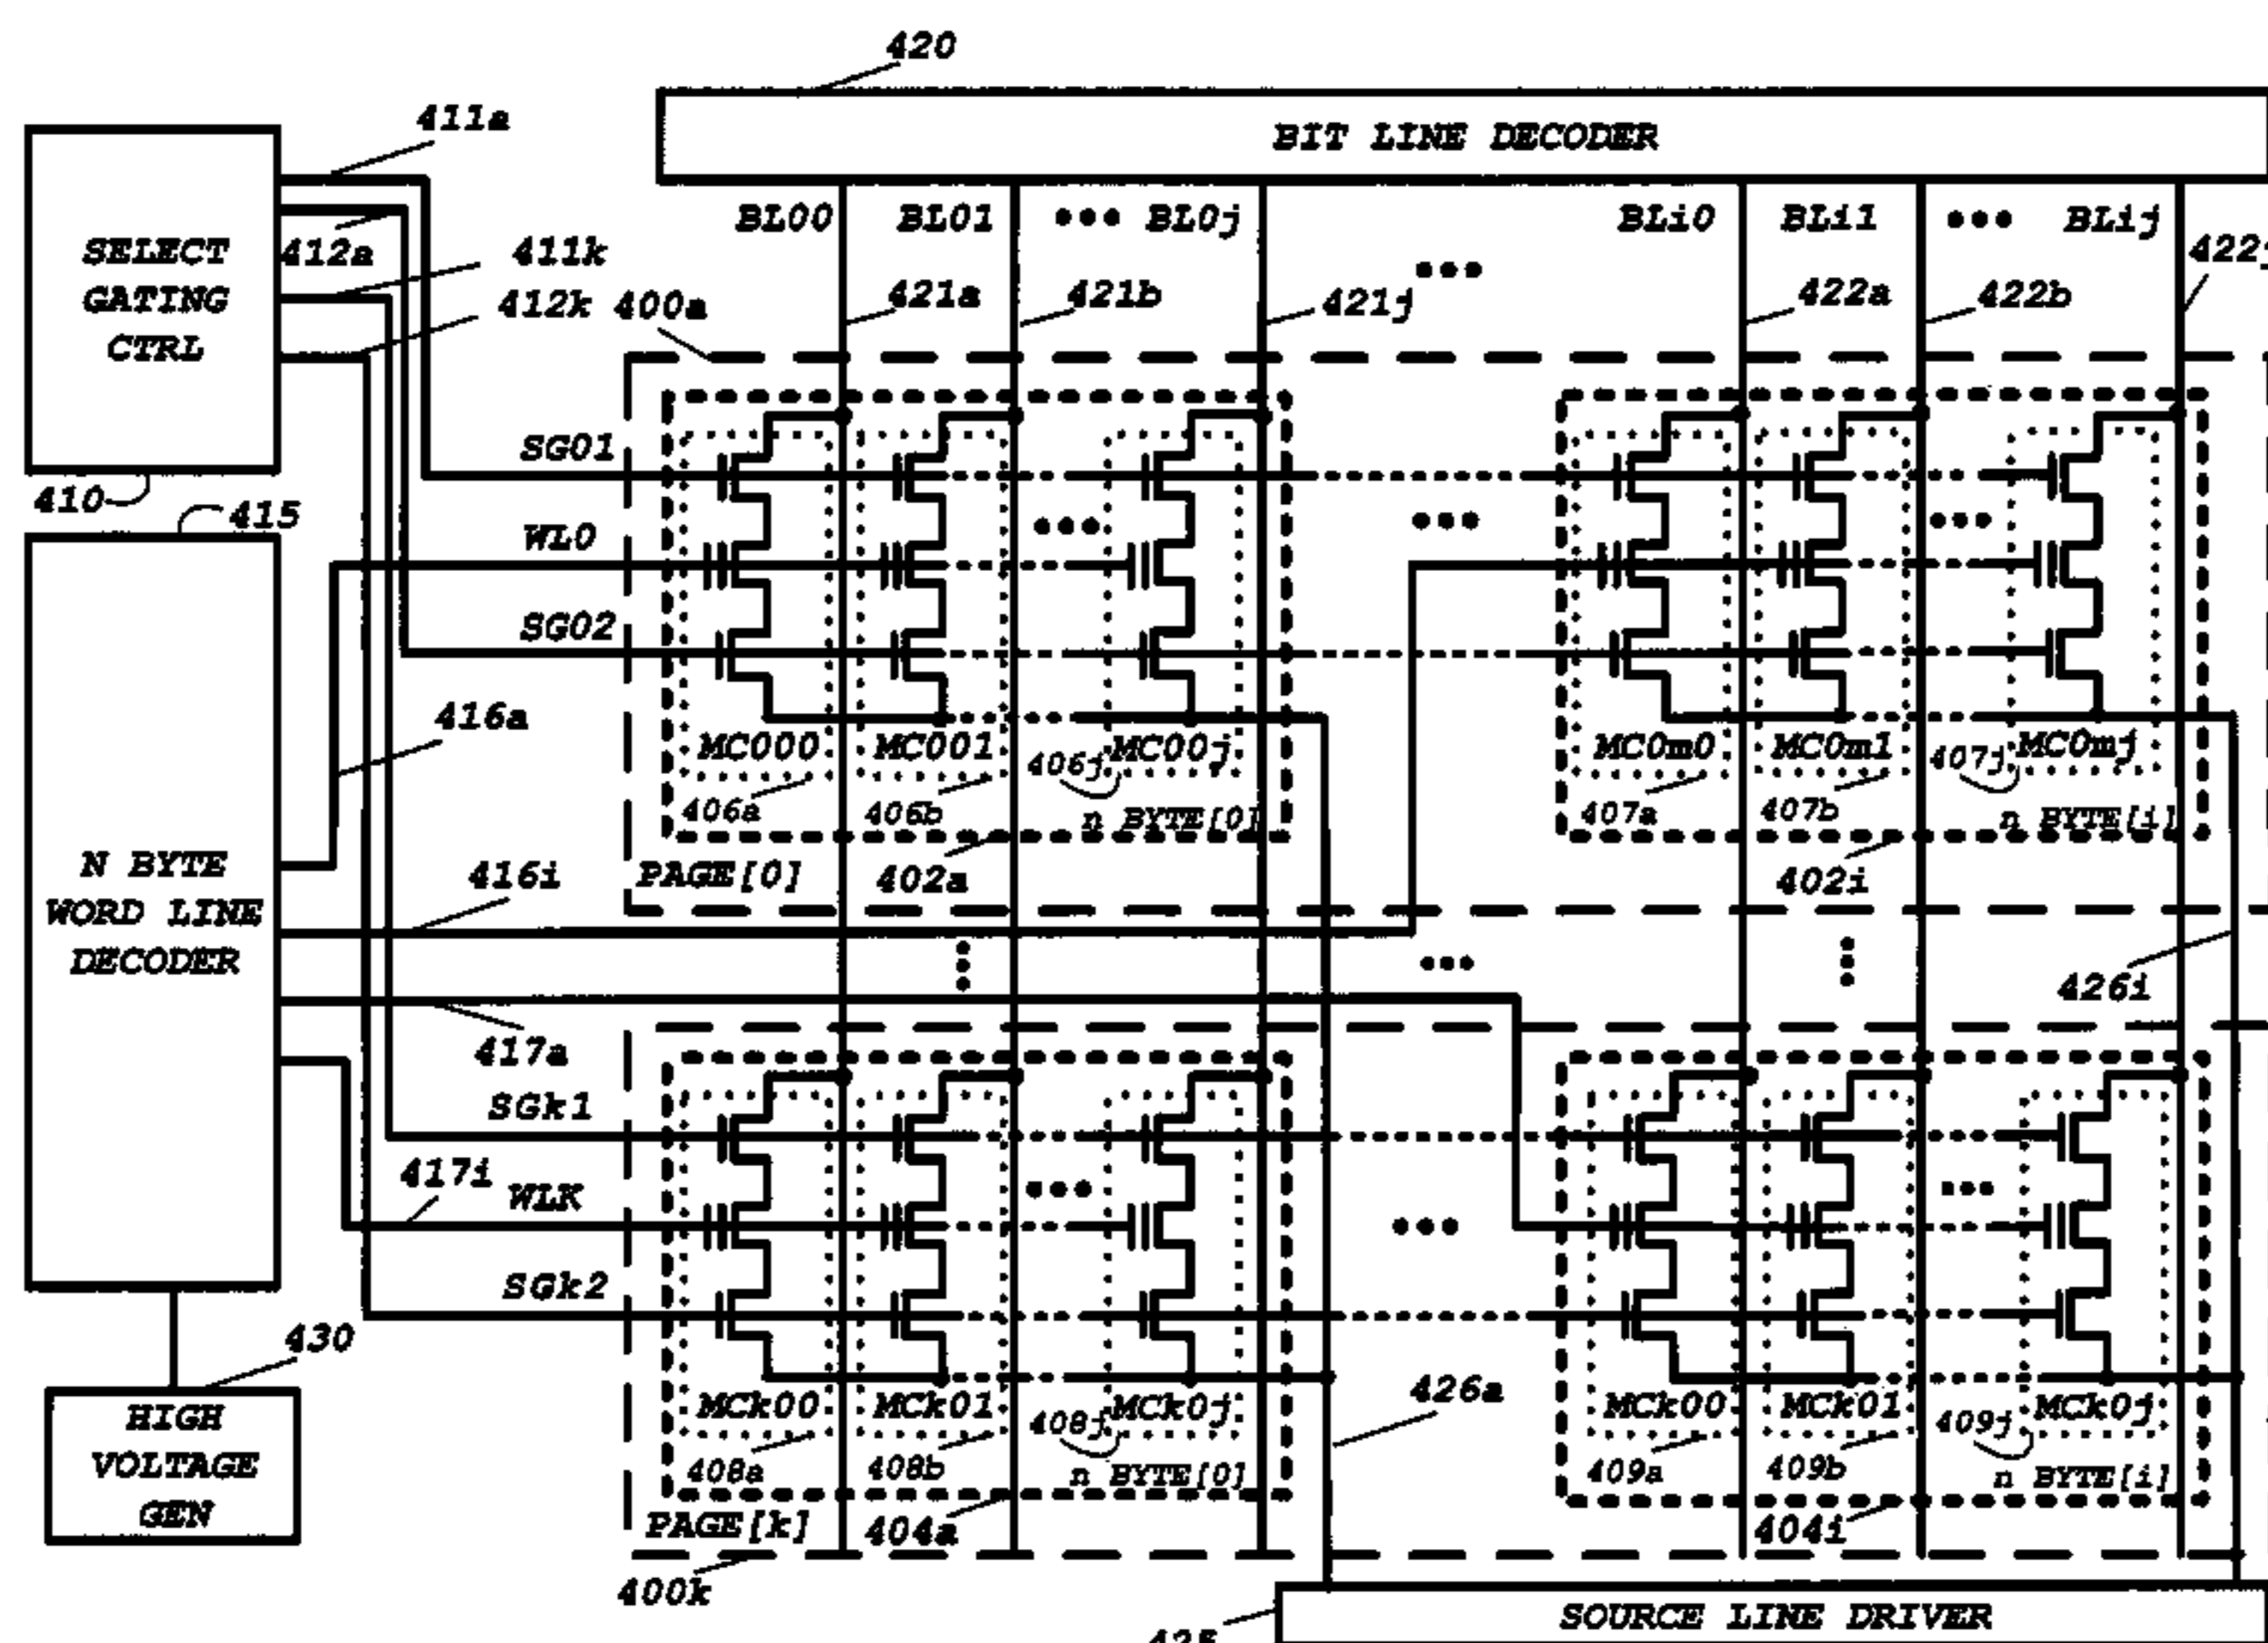 420
411a
BIT LINE DECODER
BL00 BL01 ••• BL0j BLi0 BLi1 ••• BLij
SELECT
GATING
CTRL
412a
411k
412k
400a
421a
421b
421j
•••
422a
422b
SG01
410
415
WL0
SG02
416a
MC000
MC001
MC00j
MC0m0
MC0m1
MC0mj
406a
406b
406j
n BYTE[0]
407a
407b
407j
n BYTE[i]
PAGE[0]
402a
402i
N BYTE
WORD LINE
DECODER
416i
426i
417a
SGk1
417i
WLK
SGk2
430
HIGH
VOLTAGE
GEN
MCk00
MCk01
MCk0j
426a
MCk00
MCk01
MCk0j
408a
408b
408j
n BYTE[0]
409a
409b
409j
n BYTE[i]
PAGE[k]
404a
404i
400k
SOURCE LINE DRIVER